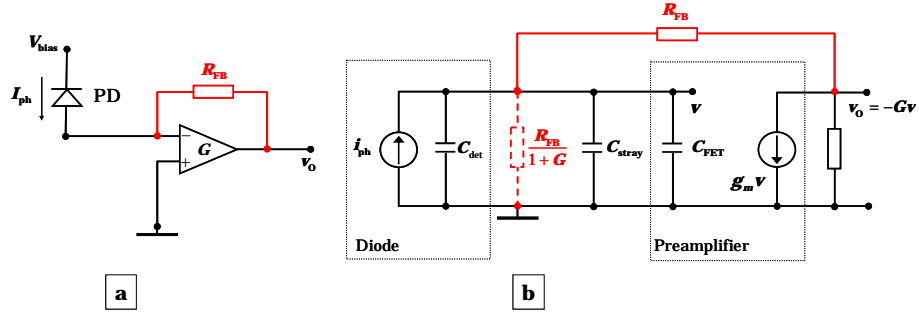 V_bias
I_ph
PD
R_FB
−
G
+
v_o
a
b
R_FB
v
v_o = −Gv
i_ph
C_det
R_FB
1 + G
C_stray
C_FET
g_m v
Diode
Preamplifier